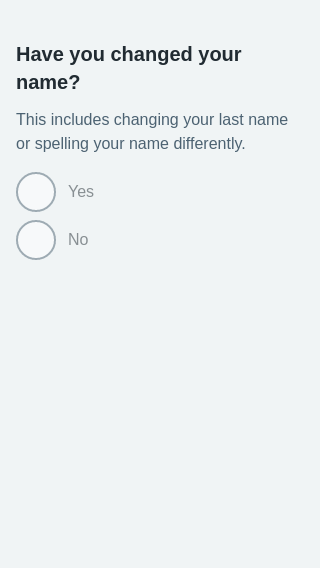 Have you changed your
name?
This includes changing your last name
or spelling your name differently.
Yes
No